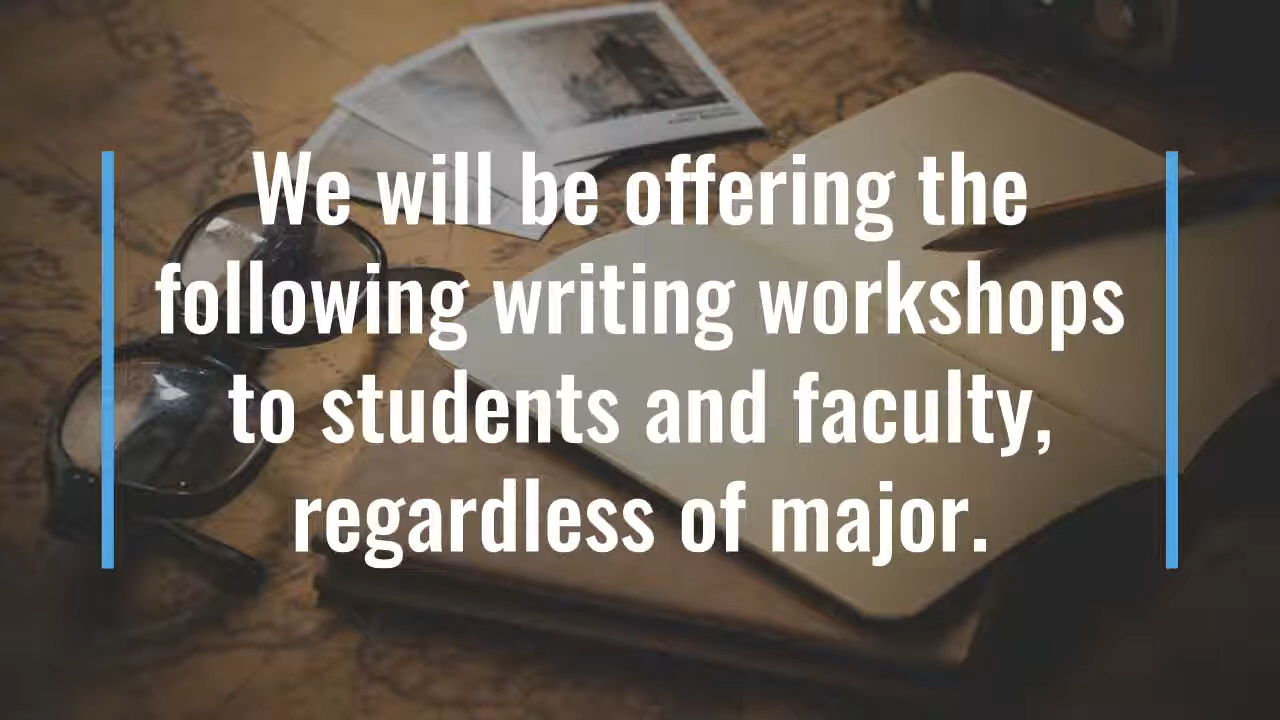 We will be offering the
following writing workshops
to students and faculty,
regardless of major.